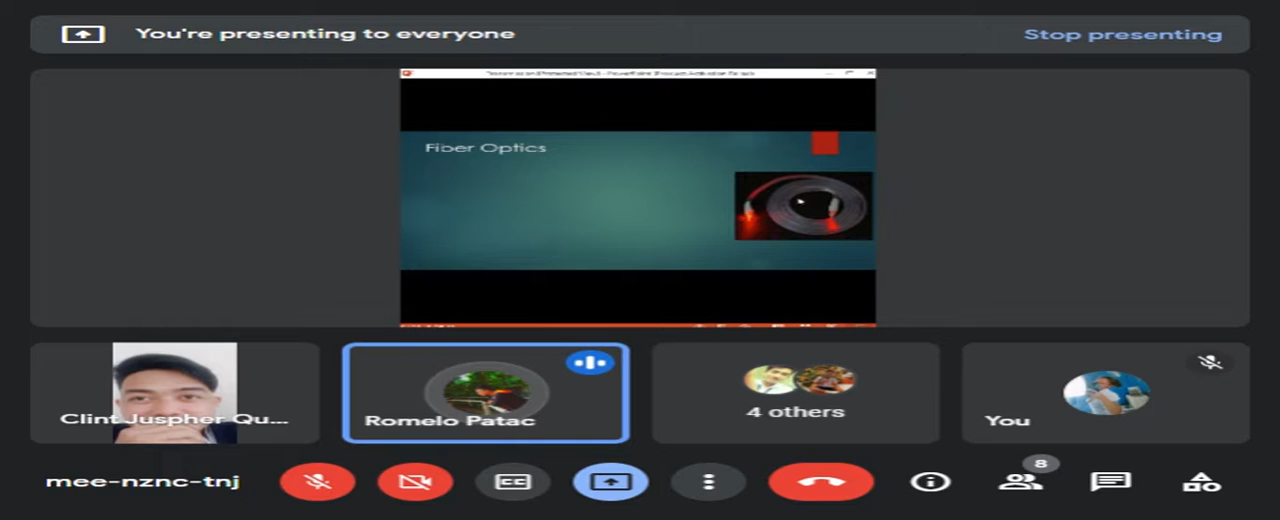 You're presenting to everyone
Stop presenting
Fiber Optics
Clint Juspher Qu...
Romelo Patac
4 others
You
mee-nznc-tnj
CC
8